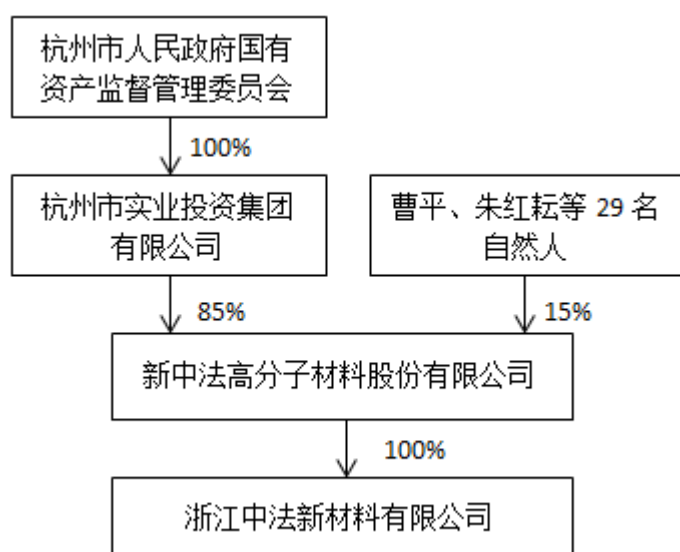 杭州市人民政府国有
资产监督管理委员会
100%
杭州市实业投资集团
有限公司
曹平、朱红耘等 29 名
自然人
85%
15%
新中法高分子材料股份有限公司
100%
浙江中法新材料有限公司